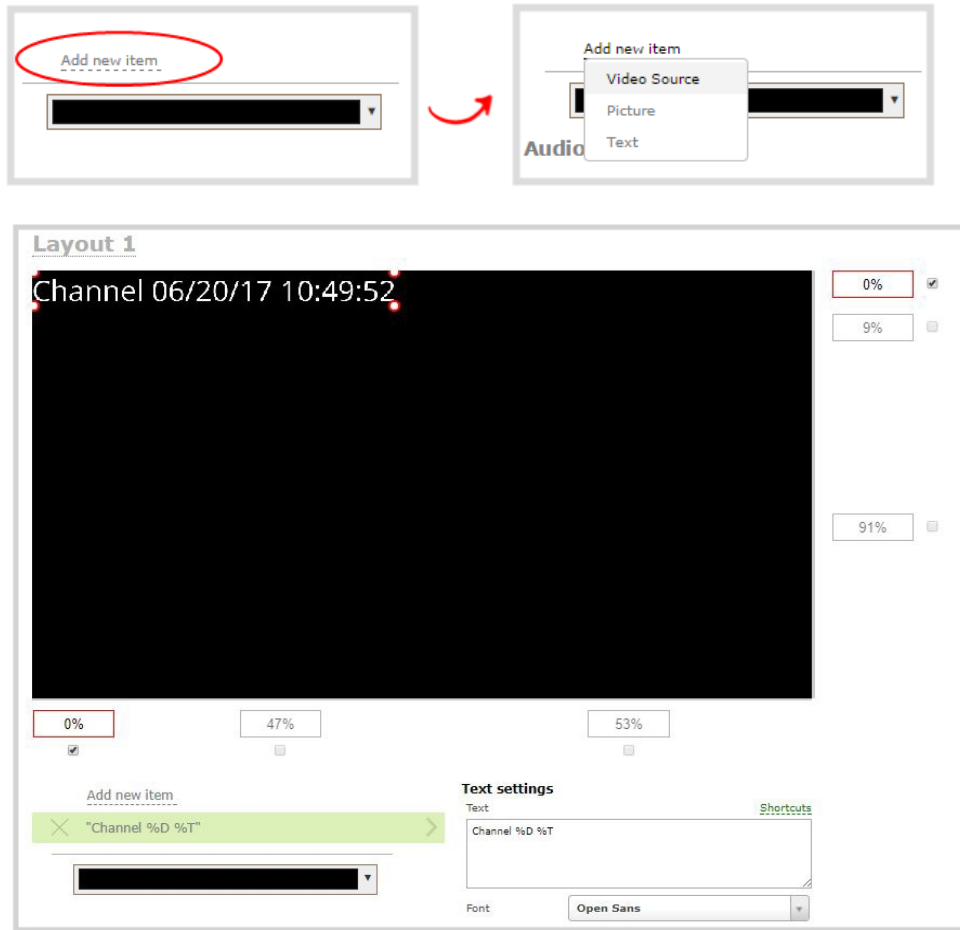 Add new item
Add new item
Video Source
Picture
Audio
Text
Layout 1
Channel 06/20/17 10:49:52
0%
9%
91%
0% 47% 53%
Add new item
"Channel %D %T"
Text settings
Text Shortcuts
Channel %D %T
Font Open Sans